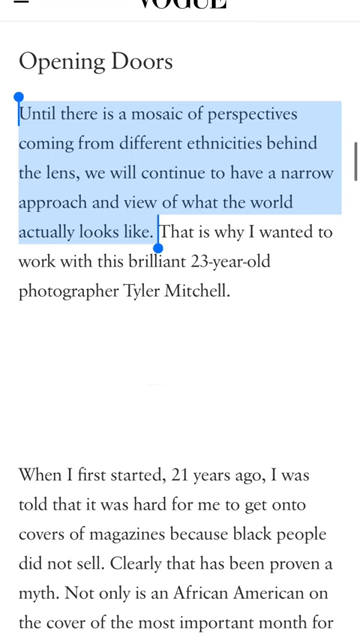 VOGUE
Opening Doors
Until there is a mosaic of perspectives
coming from different ethnicities behind
the lens, we will continue to have a narrow
approach and view of what the world
actually looks like. That is why I wanted to
work with this brilliant 23-year-old
photographer Tyler Mitchell.
When I first started, 21 years ago, I was
told that it was hard for me to get onto
covers of magazines because black people
did not sell. Clearly that has been proven a
myth. Not only is an African American on
the cover of the most important month for